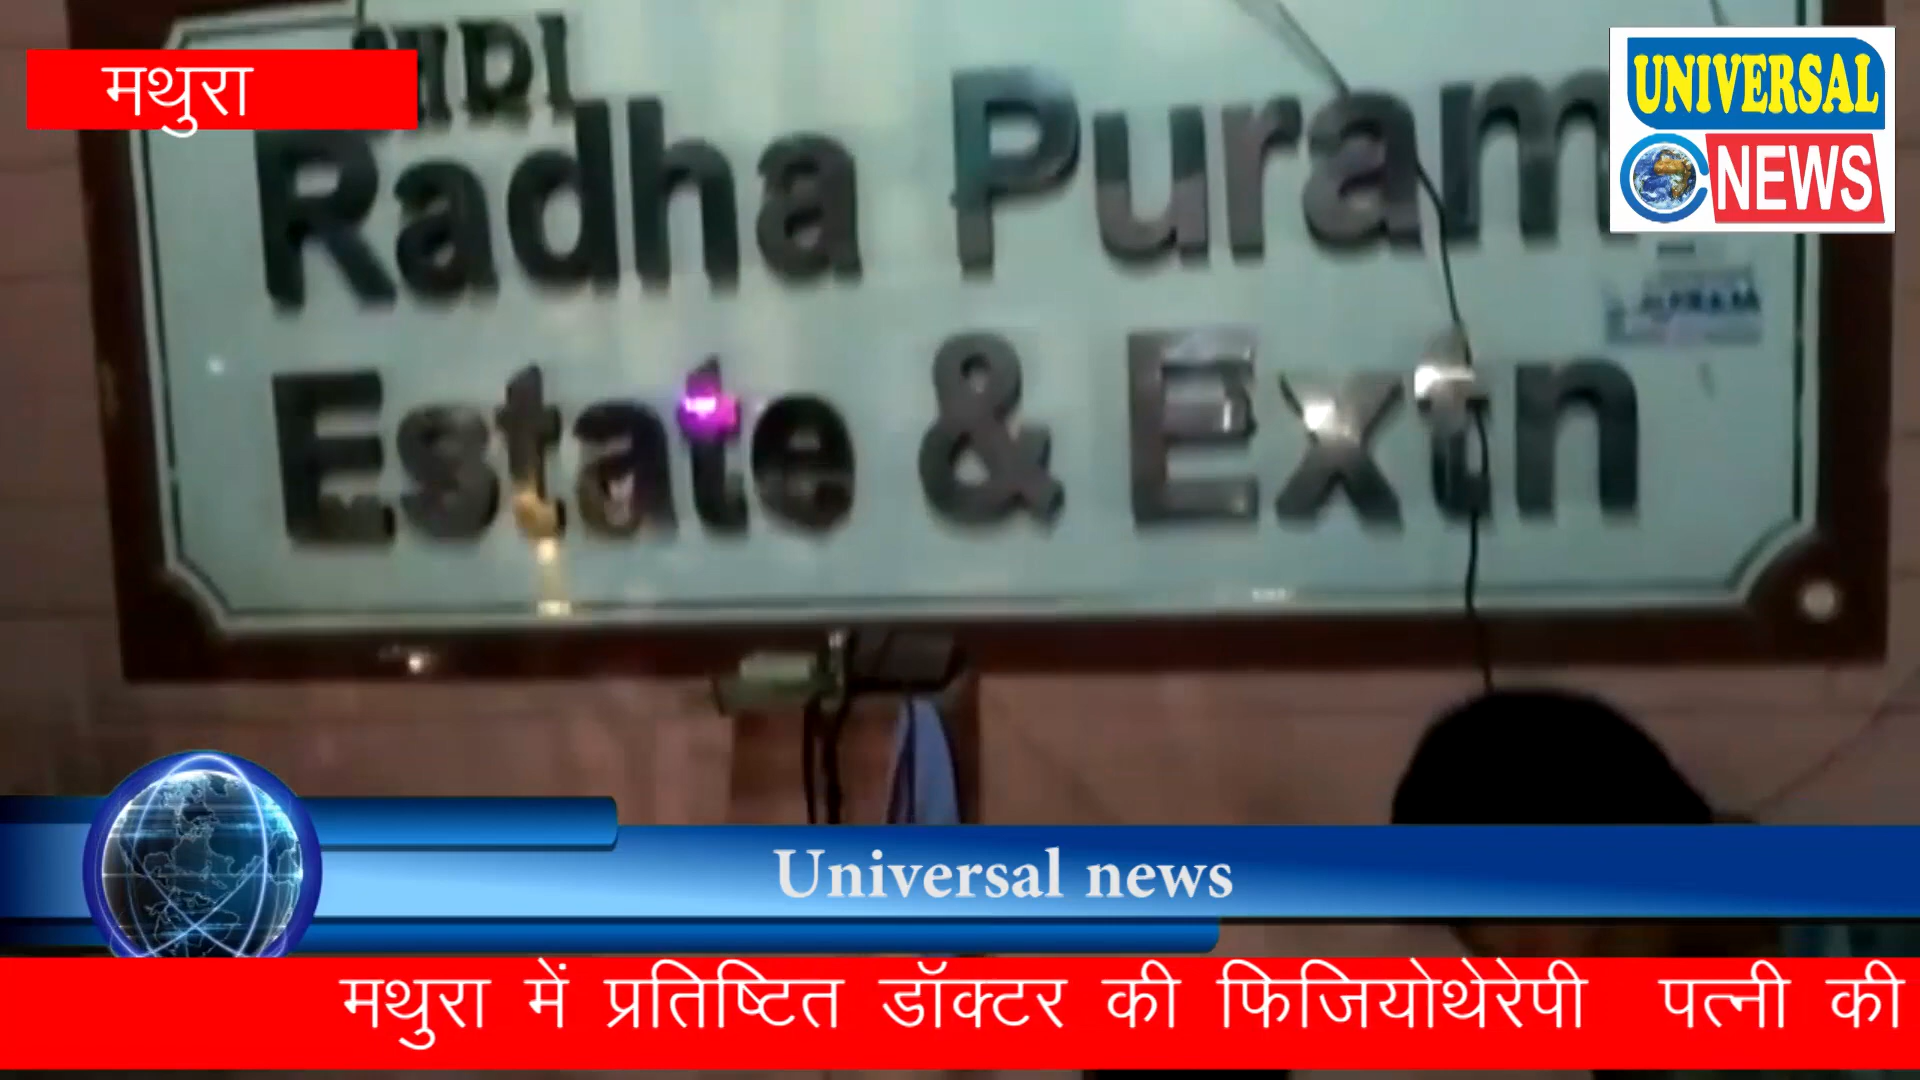 मथुरा
UNIVERSAL
NEWS
Radha Puram
Estate & Extn
Universal news
मथुरा में प्रतिष्टित डॉक्टर की फिजियोथेरेपी पत्नी की